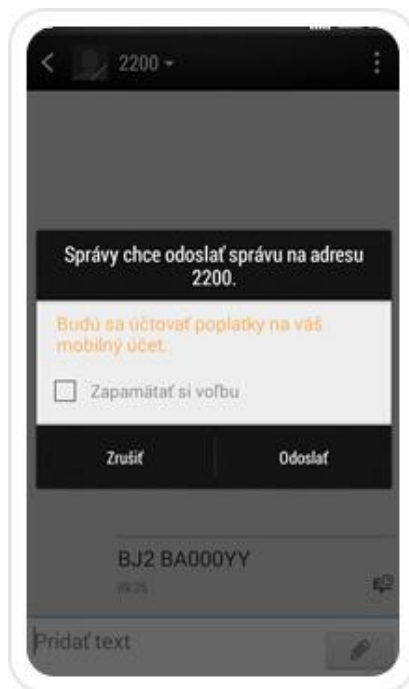 2200
Správy chce odoslať správu na adresu
2200.
Budú sa účtovať poplatky na váš
mobilný účet.
Zapamätať si voľbu
Zrušiť
Odoslať
BJ2 BA000YY
Pridať text